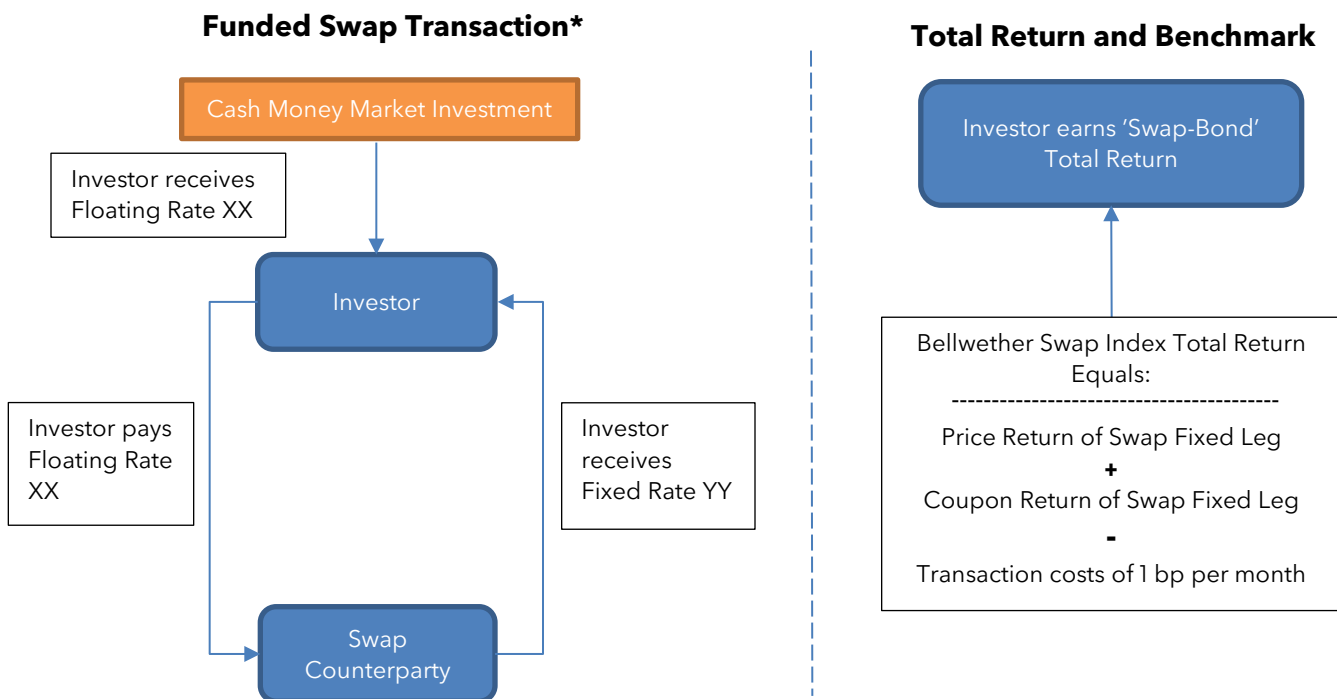 Funded Swap Transaction*
Cash Money Market Investment
Investor receives
Floating Rate XX
Investor
Investor pays
Floating Rate
XX
Investor
receives
Fixed Rate YY
Swap
Counterparty
Total Return and Benchmark
Investor earns ‘Swap-Bond’
Total Return
Bellwether Swap Index Total Return
Equals:
-----------------------------------------
Price Return of Swap Fixed Leg
+
Coupon Return of Swap Fixed Leg
-
Transaction costs of 1 bp per month